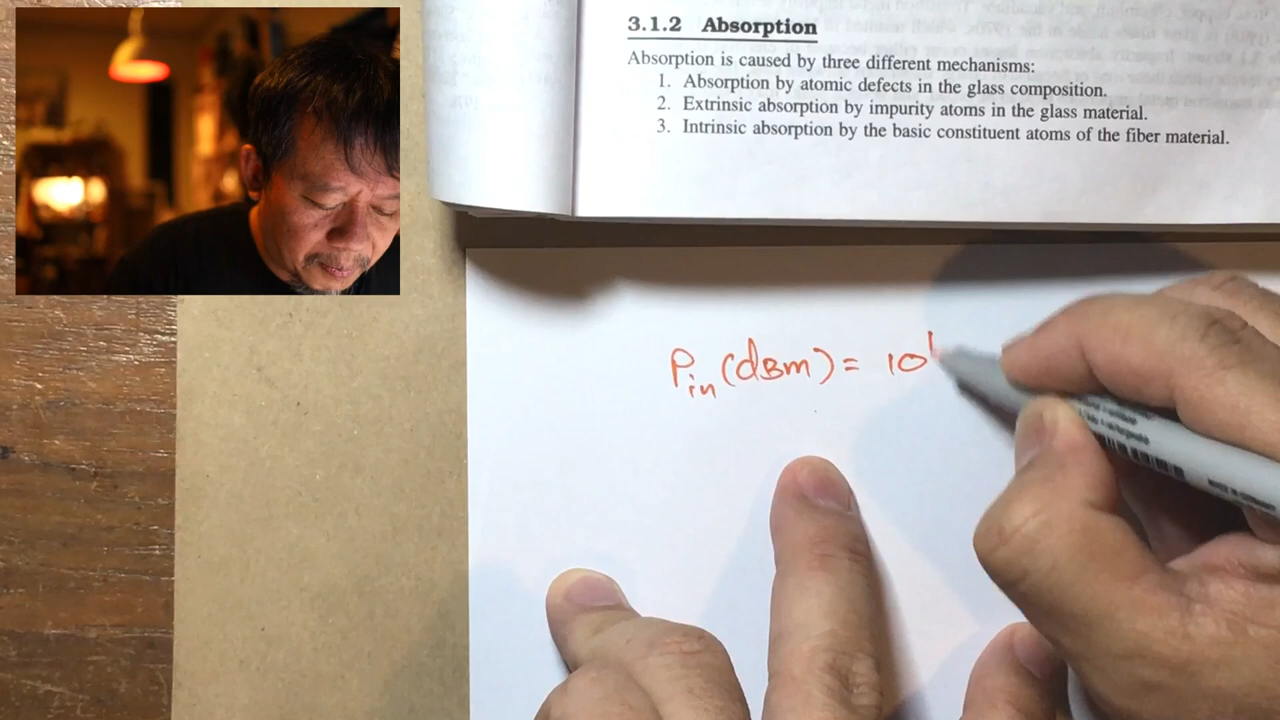 3.1.2 Absorption
Absorption is caused by three different mechanisms:
1. Absorption by atomic defects in the glass composition.
2. Extrinsic absorption by impurity atoms in the glass material.
3. Intrinsic absorption by the basic constituent atoms of the fiber material.
Pin (dBm) = 10